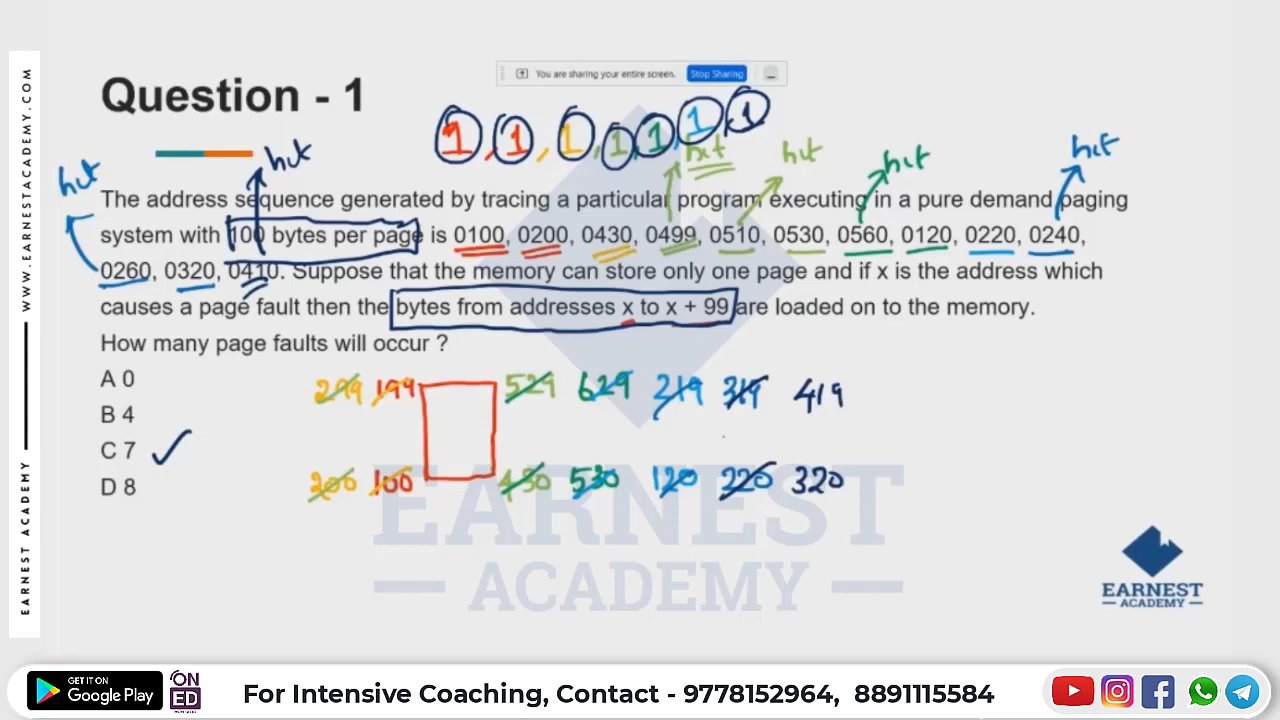 You are sharing your entire screen. Stop Sharing
Question - 1
1, 1, 1, 1, 1, 1, 1
hit hit hit hit hit hit
The address sequence generated by tracing a particular program executing in a pure demand paging
system with 100 bytes per page is 0100, 0200, 0430, 0499, 0510, 0530, 0560, 0120, 0220, 0240,
0260, 0320, 0410. Suppose that the memory can store only one page and if x is the address which
causes a page fault then the bytes from addresses x to x + 99 are loaded on to the memory.
How many page faults will occur ?
A 0
B 4
C 7
D 8
299 199 529 629 219 319 419
200 100 430 530 120 220 320
EARNEST
ACADEMY
EARNEST
ACADEMY
EARNEST ACADEMY WWW.EARNESTACADEMY.COM
GET IT ON
Google Play
ON
ED
For Intensive Coaching, Contact - 9778152964, 8891115584